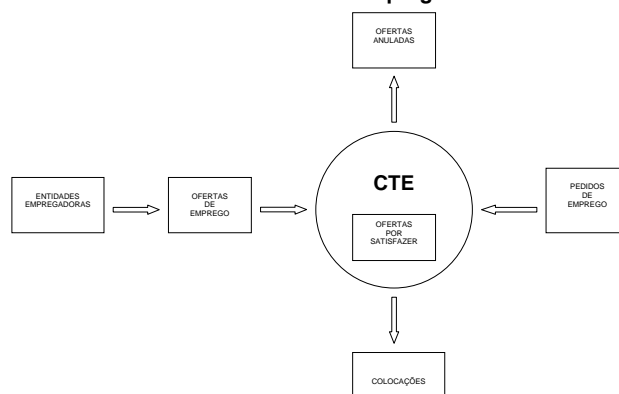 OFERTAS
ANULADAS
CTE
ENTIDADES
EMPREGADORAS
OFERTAS
DE
EMPREGO
OFERTAS
POR
SATISFAZER
PEDIDOS
DE
EMPREGO
COLOCAÇÕES